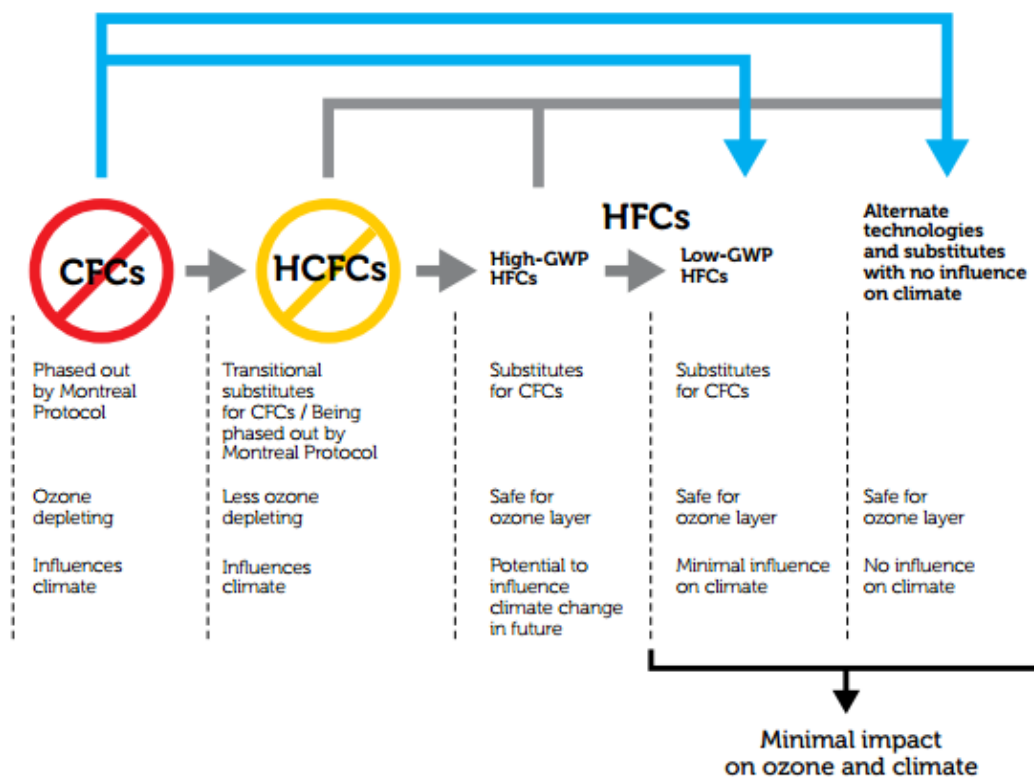 CFCs
HCFCs
HFCs
High-GWP
HFCs
Low-GWP
HFCs
Alternate
technologies
and substitutes
with no influence
on climate
Phased out
by Montreal
Protocol
Transitional
substitutes
for CFCs / Being
phased out by
Montreal Protocol
Substitutes
for CFCs
Substitutes
for CFCs
Ozone
depleting
Less ozone
depleting
Safe for
ozone layer
Safe for
ozone layer
Safe for
ozone layer
Influences
climate
Influences
climate
Potential to
influence
climate change
in future
Minimal influence
on climate
No influence
on climate
Minimal impact
on ozone and climate